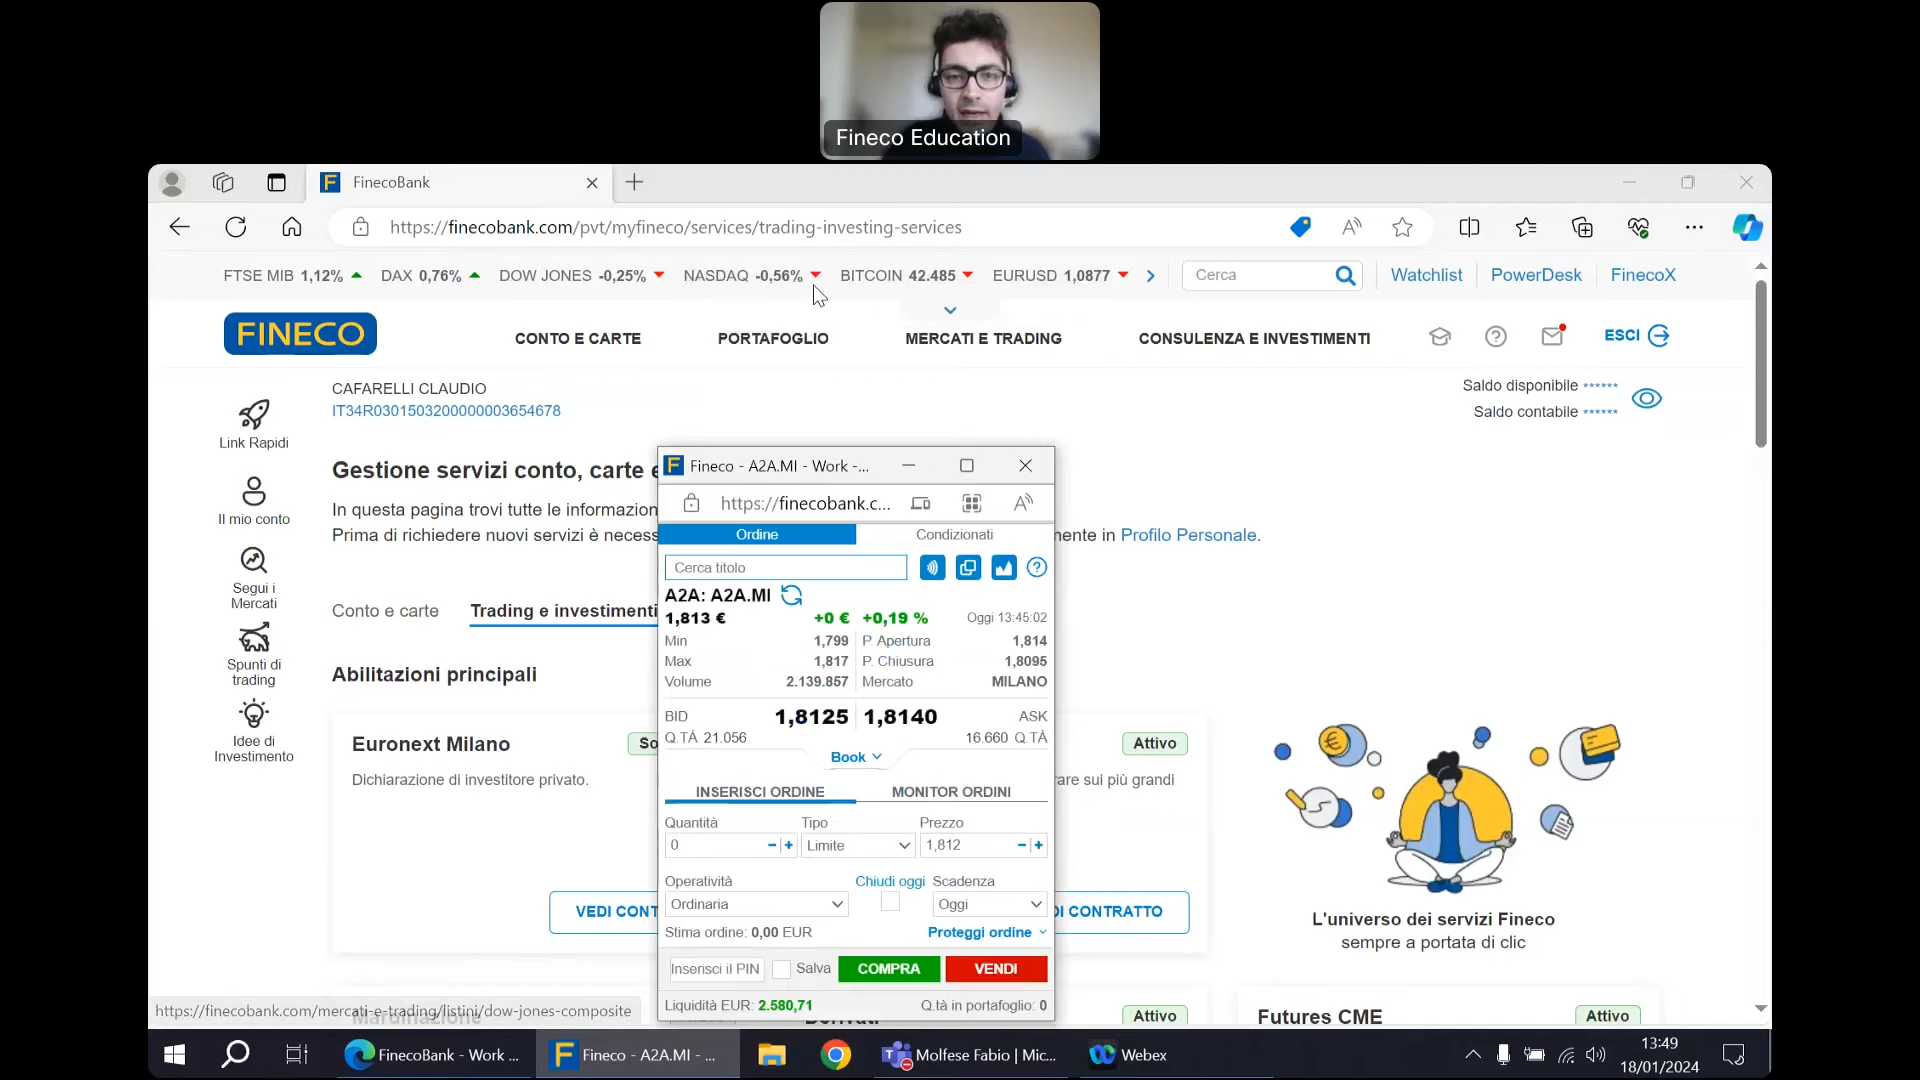 Fineco Education
FinecoBank
https://finecobank.com/pvt/myfineco/services/trading-investing-services
FTSE MIB 1,12% DAX 0,76% DOW JONES -0,25% NASDAQ -0,56% BITCOIN 42.485 EURUSD 1,0877 Cerca Watchlist PowerDesk FinecoX
FINECO CONTO E CARTE PORTAFOGLIO MERCATI E TRADING CONSULENZA E INVESTIMENTI ESCI
CAFARELLI CLAUDIO
IT34R0301503200000003654678
Saldo disponibile ******
Saldo contabile ******
Link Rapidi
Il mio conto
Segui i
Mercati
Spunti di
trading
Idee di
Investimento
Gestione servizi conto, carte e
In questa pagina trovi tutte le informazion
Prima di richiedere nuovi servizi è necess
nente in Profilo Personale.
Conto e carte Trading e investimenti
Abilitazioni principali
Euronext Milano So
Dichiarazione di investitore privato.
VEDI CONT
Attivo
are sui più grandi
DI CONTRATTO
Fineco - A2A.MI - Work -...
https://finecobank.c...
Ordine Condizionati
Cerca titolo
A2A: A2A.MI
1,813 € +0 € +0,19 % Oggi 13:45:02
Min 1,799 P. Apertura 1,814
Max 1,817 P. Chiusura 1,8095
Volume 2.139.857 Mercato MILANO
BID 1,8125 1,8140 ASK
Q.TÀ 21.056 16.660 Q.TÀ
Book
INSERISCI ORDINE MONITOR ORDINI
Quantità Tipo Prezzo
0 Limite 1,812
Operatività Chiudi oggi Scadenza
Ordinaria Oggi
Stima ordine: 0,00 EUR Proteggi ordine
Inserisci il PIN Salva COMPRA VENDI
Liquidità EUR: 2.580,71 Q.tà in portafoglio: 0
L'universo dei servizi Fineco
sempre a portata di clic
https://finecobank.com/mercati-e-trading/listini/dow-jones-composite
Marginazione Derivati Attivo Futures CME Attivo
FinecoBank - Work ... Fineco - A2A.MI - ... Molfese Fabio | Mic... Webex
13:49
18/01/2024